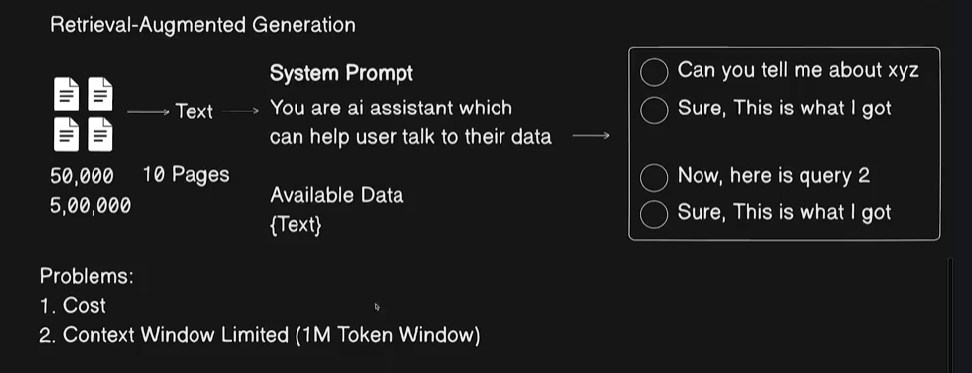 Retrieval-Augmented Generation
Text
50,000
5,00,000
10 Pages
System Prompt
You are ai assistant which
can help user talk to their data
Available Data
{Text}
Can you tell me about xyz
Sure, This is what I got
Now, here is query 2
Sure, This is what I got
Problems:
1. Cost
2. Context Window Limited (1M Token Window)